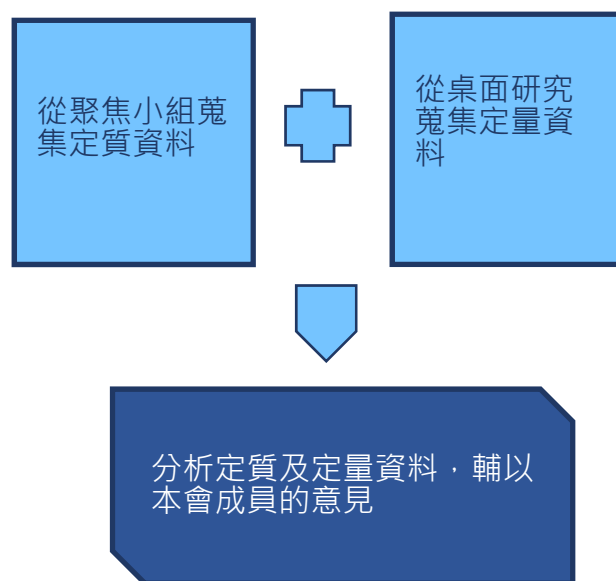 從聚焦小組蒐
集定質資料
從桌面研究
蒐集定量資
料
分析定質及定量資料，輔以
本會成員的意見